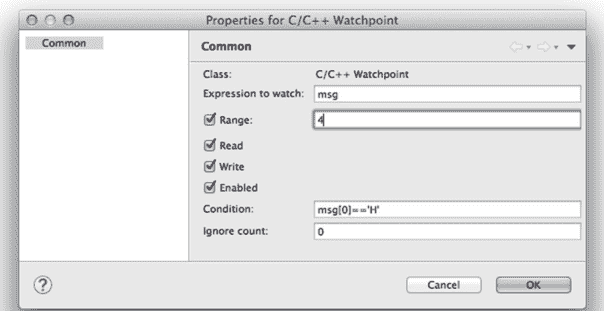 Properties for C/C++ Watchpoint
Common
Common
Class: C/C++ Watchpoint
Expression to watch: msg
Range: 4
Read
Write
Enabled
Condition: msg[0]=='H'
Ignore count: 0
? Cancel OK